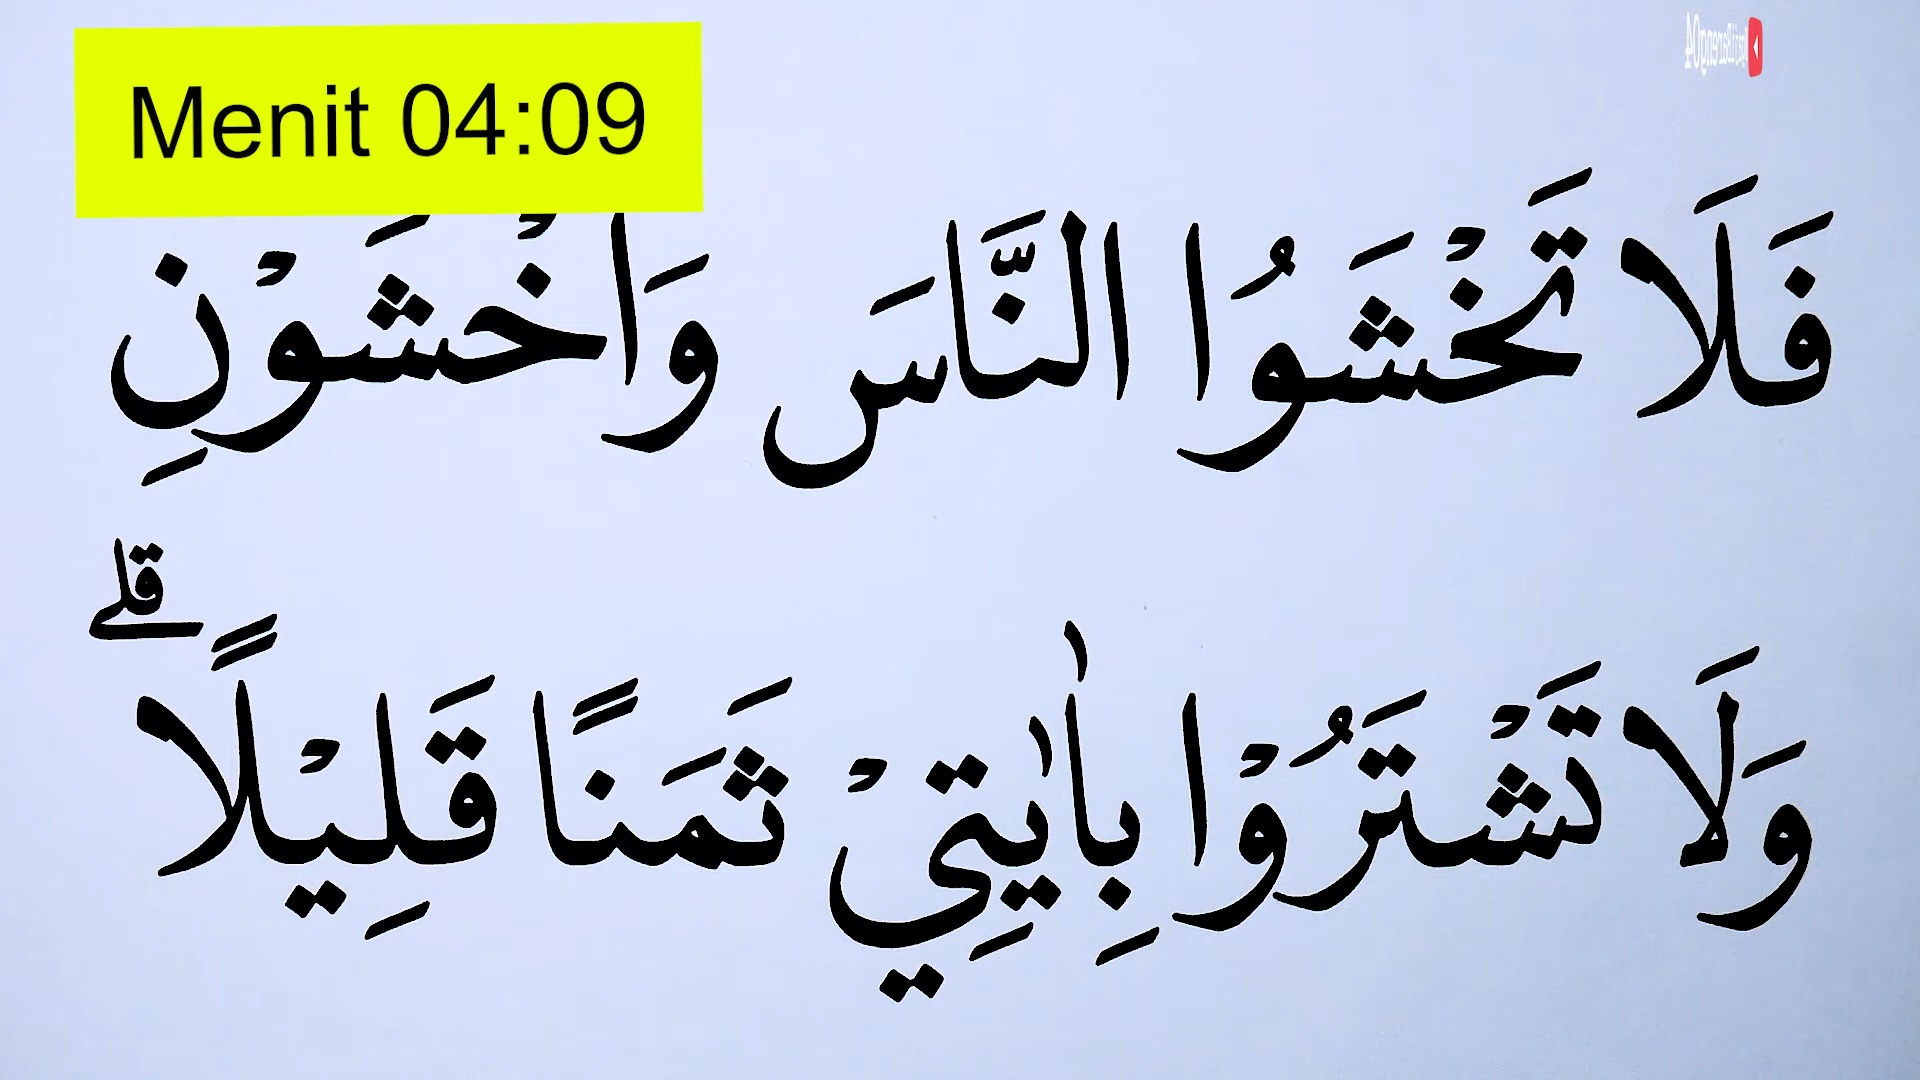 Menit 04:09
فَلَا تَخْشَوُا النَّاسَ وَاخْشَوْنِ
وَلَا تَشْتَرُوْا بِاٰيٰتِيْ ثَمَنًا قَلِيْلًاۗ